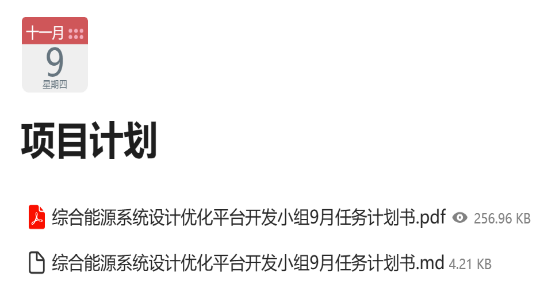 十一月
9
星期四
项目计划
综合能源系统设计优化平台开发小组9月任务计划书.pdf 256.96 KB
综合能源系统设计优化平台开发小组9月任务计划书.md 4.21 KB